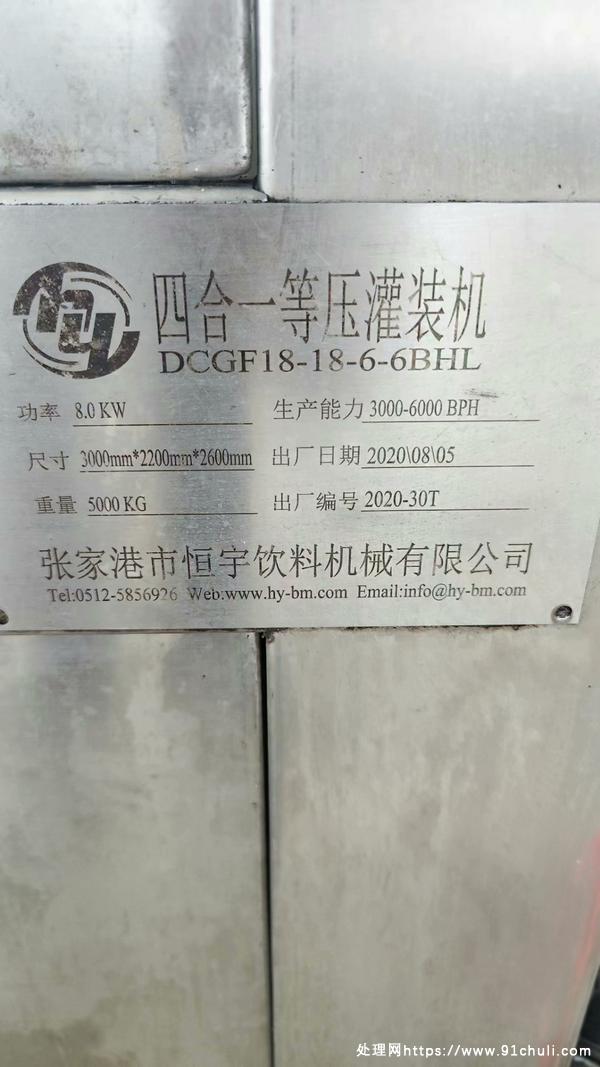 hy
四合一等压灌装机
DCGF18-18-6-6BHL
功率 8.0 KW 生产能力 3000-6000 BPH
尺寸 3000mm*2200mm*2600mm 出厂日期 2020\08\05
重量 5000 KG 出厂编号 2020-30T
张家港市恒宇饮料机械有限公司
Tel:0512-5856926 Web:www.hy-bm.com Email:info@hy-bm.com
处理网https://www.91chuli.com/